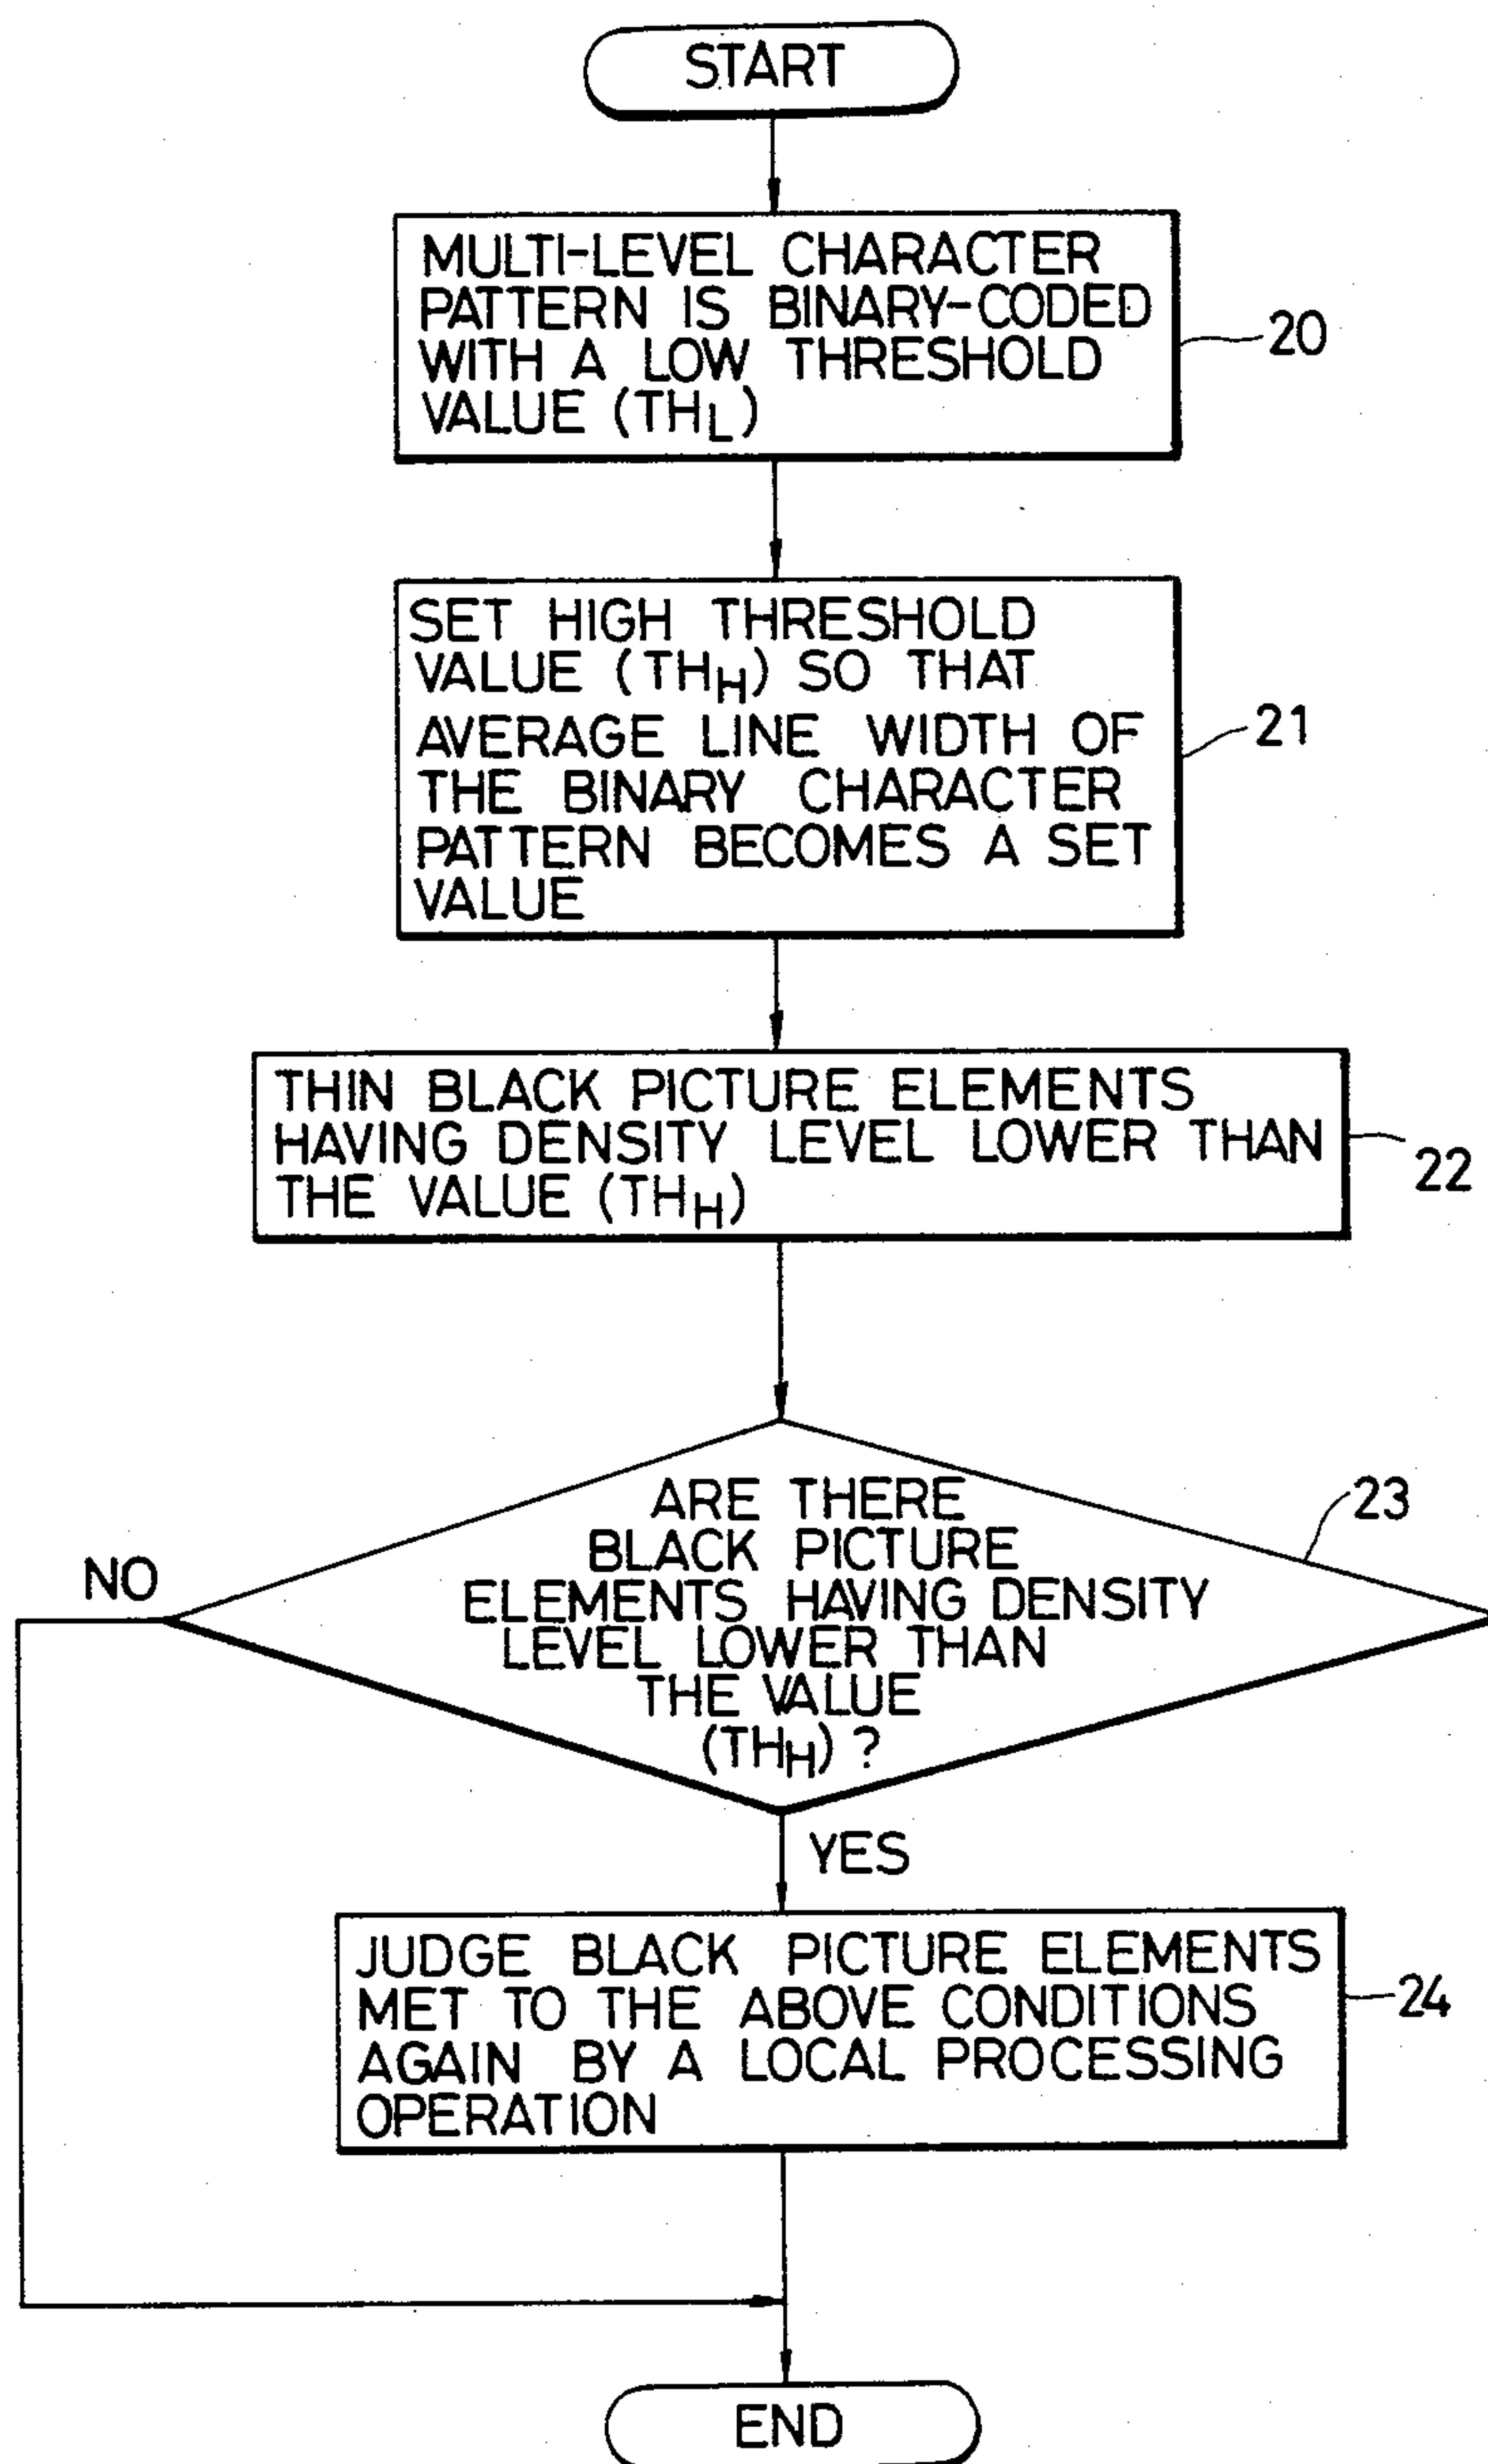 START
MULTI-LEVEL CHARACTER
PATTERN IS BINARY-CODED
WITH A LOW THRESHOLD
VALUE (THL)
20
SET HIGH THRESHOLD
VALUE (THH) SO THAT
AVERAGE LINE WIDTH OF
THE BINARY CHARACTER
PATTERN BECOMES A SET
VALUE
21
THIN BLACK PICTURE ELEMENTS
HAVING DENSITY LEVEL LOWER THAN
THE VALUE (THH)
22
ARE THERE
BLACK PICTURE
ELEMENTS HAVING DENSITY
LEVEL LOWER THAN
THE VALUE
(THH) ?
23
NO
YES
JUDGE BLACK PICTURE ELEMENTS
MET TO THE ABOVE CONDITIONS
AGAIN BY A LOCAL PROCESSING
OPERATION
24
END